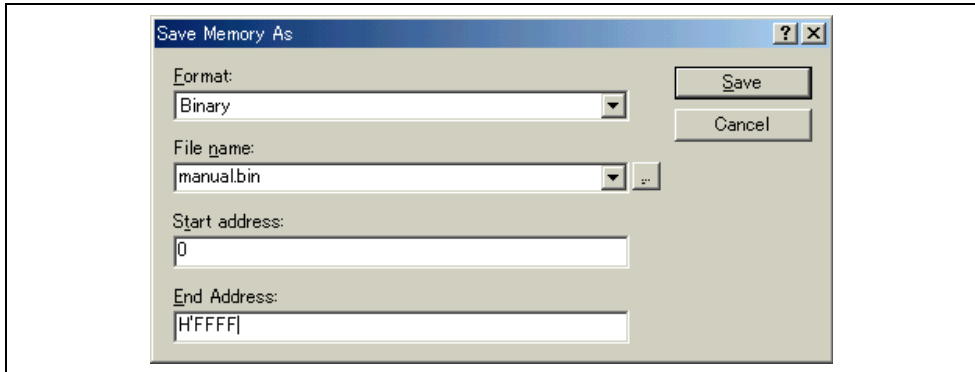 Save Memory As
Format:
Binary
Save
Cancel
File name:
manual.bin
...
Start address:
0
End Address:
H'FFFF